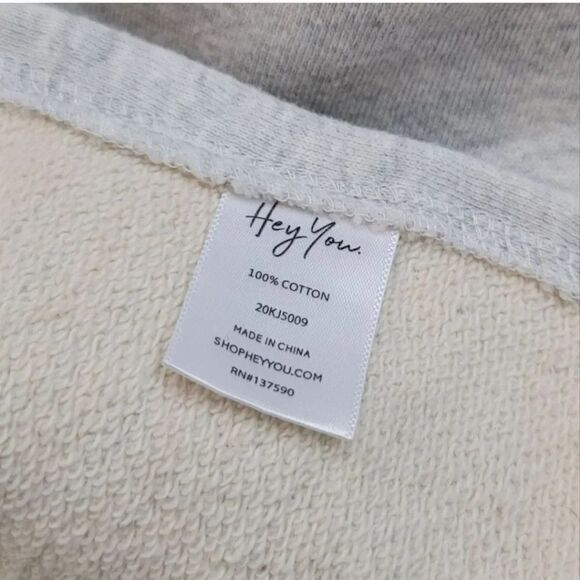 Hey You.
100% COTTON
20KJ5009
MADE IN CHINA
SHOPHEYYOU.COM
RN#137590